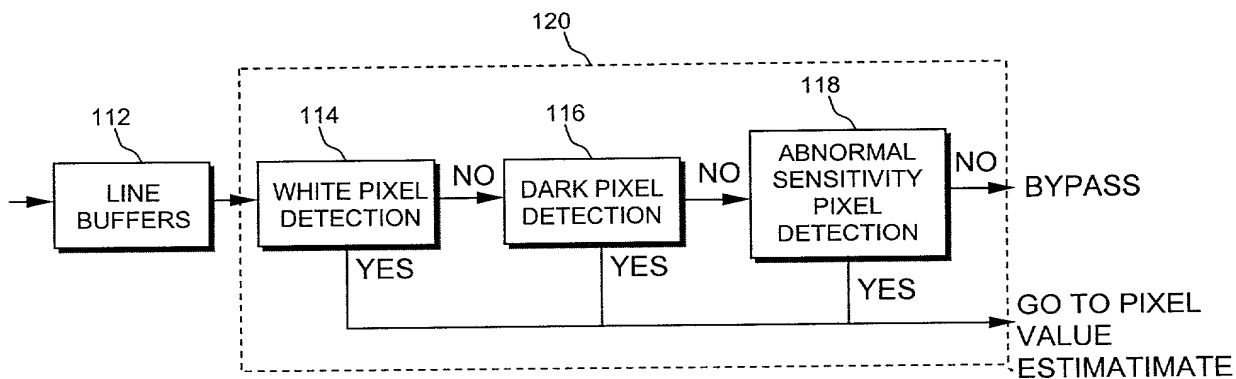 120
112
114
116
118
LINE
BUFFERS
WHITE PIXEL
DETECTION
NO
DARK PIXEL
DETECTION
NO
ABNORMAL
SENSITIVITY
PIXEL
DETECTION
NO
BYPASS
YES
YES
YES
GO TO PIXEL
VALUE
ESTIMATIMATE